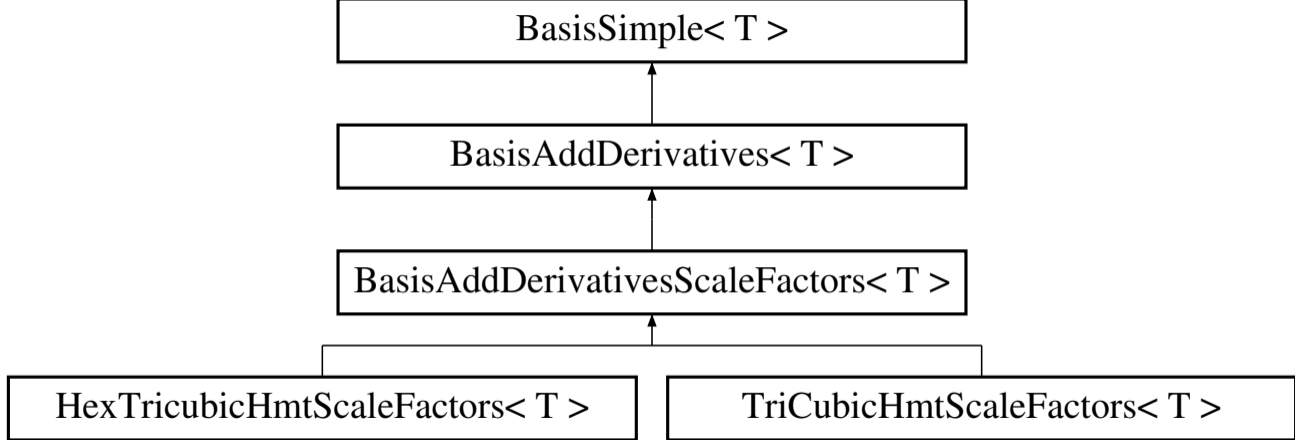 BasisSimple< T >
BasisAddDerivatives< T >
BasisAddDerivativesScaleFactors< T >
HexTricubicHmtScaleFactors< T >
TriCubicHmtScaleFactors< T >